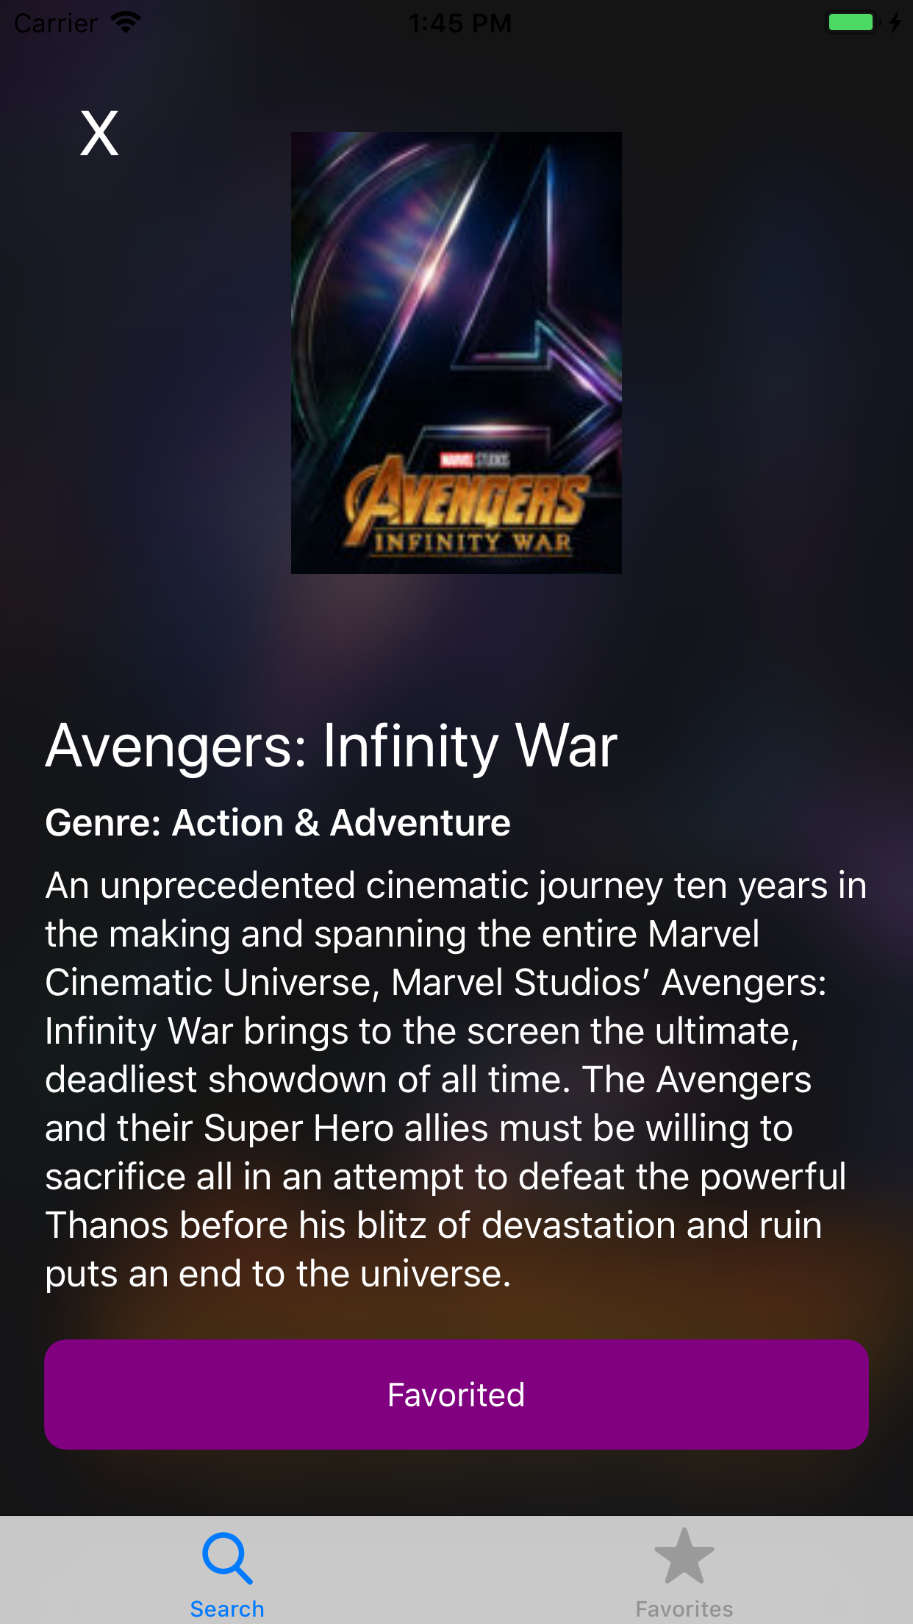 Carrier 1:45 PM
X
MARVEL STUDIOS
AVENGERS
INFINITY WAR
Avengers: Infinity War
Genre: Action & Adventure
An unprecedented cinematic journey ten years in
the making and spanning the entire Marvel
Cinematic Universe, Marvel Studios’ Avengers:
Infinity War brings to the screen the ultimate,
deadliest showdown of all time. The Avengers
and their Super Hero allies must be willing to
sacrifice all in an attempt to defeat the powerful
Thanos before his blitz of devastation and ruin
puts an end to the universe.
Favorited
Search Favorites